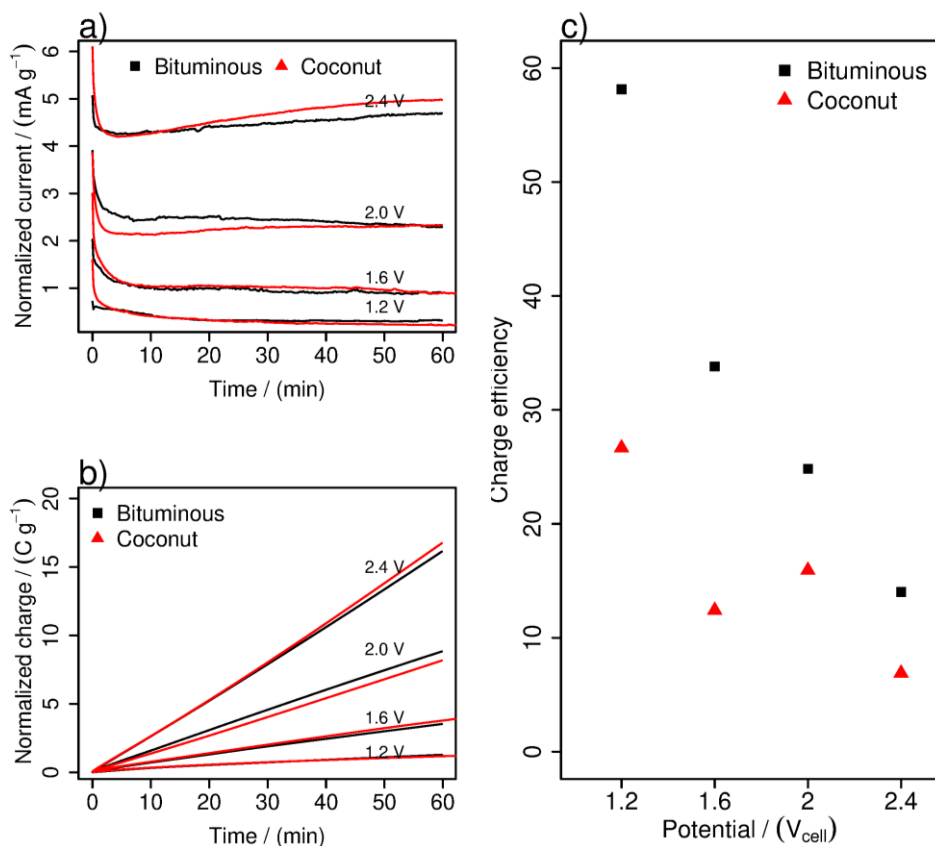 a)
Normalized current / (mA g⁻¹)
6
5
4
3
2
1
Bituminous
Coconut
2.4 V
2.0 V
1.6 V
1.2 V
0 10 20 30 40 50 60
Time / (min)
b)
Normalized charge / (C g⁻¹)
20
15
10
5
0
Bituminous
Coconut
2.4 V
2.0 V
1.6 V
1.2 V
0 10 20 30 40 50 60
Time / (min)
c)
Charge efficiency
60
50
40
30
20
10
0
Bituminous
Coconut
1.2 1.6 2 2.4
Potential / (Vcell)